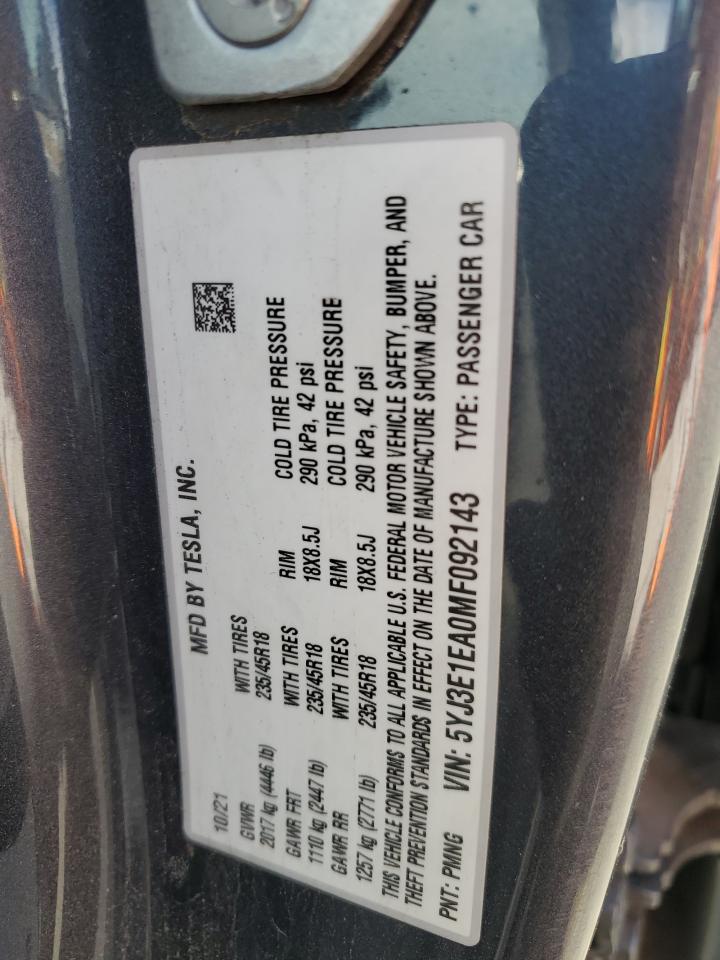 MFD BY TESLA, INC.
10/21
GVWR WITH TIRES
2017 kg (4446 lb) 235/45R18
GAWR FRT WITH TIRES RIM COLD TIRE PRESSURE
1110 kg (2447 lb) 235/45R18 18X8.5J 290 kPa, 42 psi
GAWR RR WITH TIRES RIM COLD TIRE PRESSURE
1257 kg (2771 lb) 235/45R18 18X8.5J 290 kPa, 42 psi
THIS VEHICLE CONFORMS TO ALL APPLICABLE U.S. FEDERAL MOTOR VEHICLE SAFETY, BUMPER, AND
THEFT PREVENTION STANDARDS IN EFFECT ON THE DATE OF MANUFACTURE SHOWN ABOVE.
PNT: PMNG VIN: 5YJ3E1EA0MF092143 TYPE: PASSENGER CAR